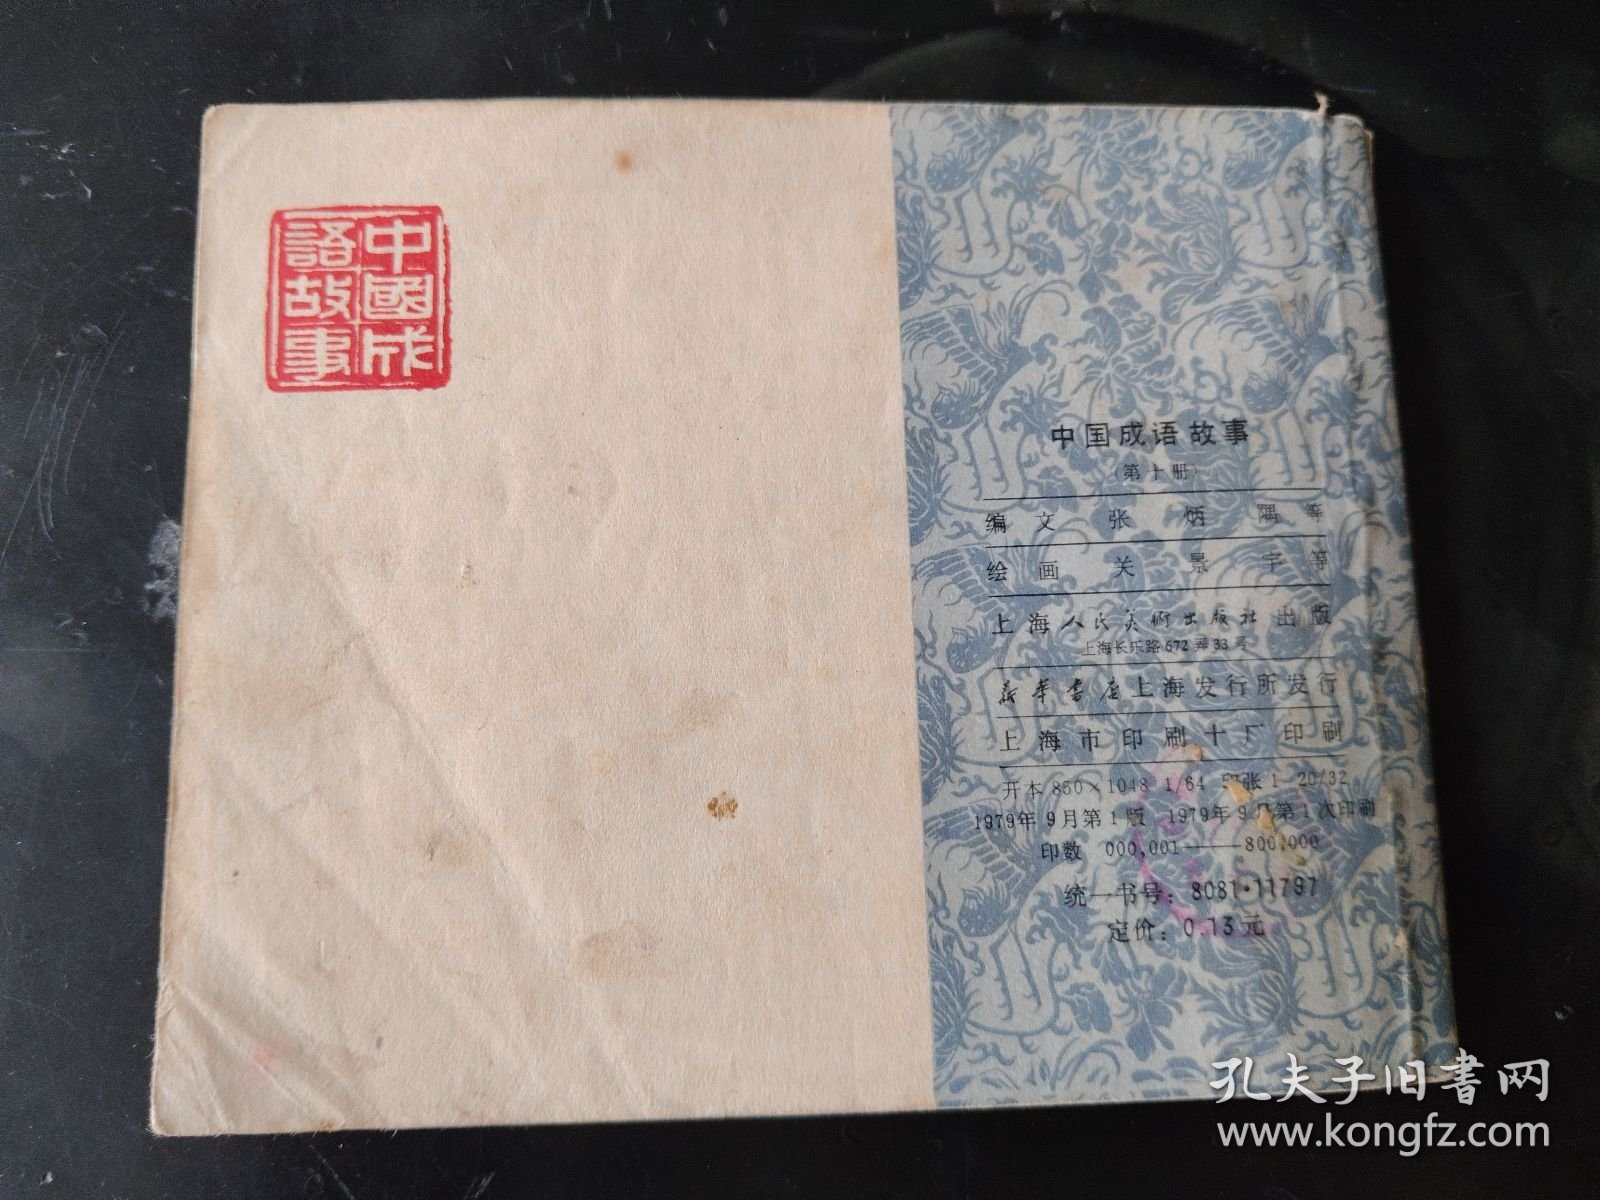 中國成
語故事
中国成语故事
(第十册)
编文 张炳隅等
绘画 关景宇等
上海人民美術出版社出版
上海长乐路672弄33号
新华书店上海发行所发行
上海市印刷十厂印刷
开本 850×1048 1/64 印张 1 20/32
1979年9月第1版 1979年9月第1次印刷
印数 000,001——800,000
统一书号：8081·11797
定价：0.13元
孔夫子旧书网
www.kongfz.com